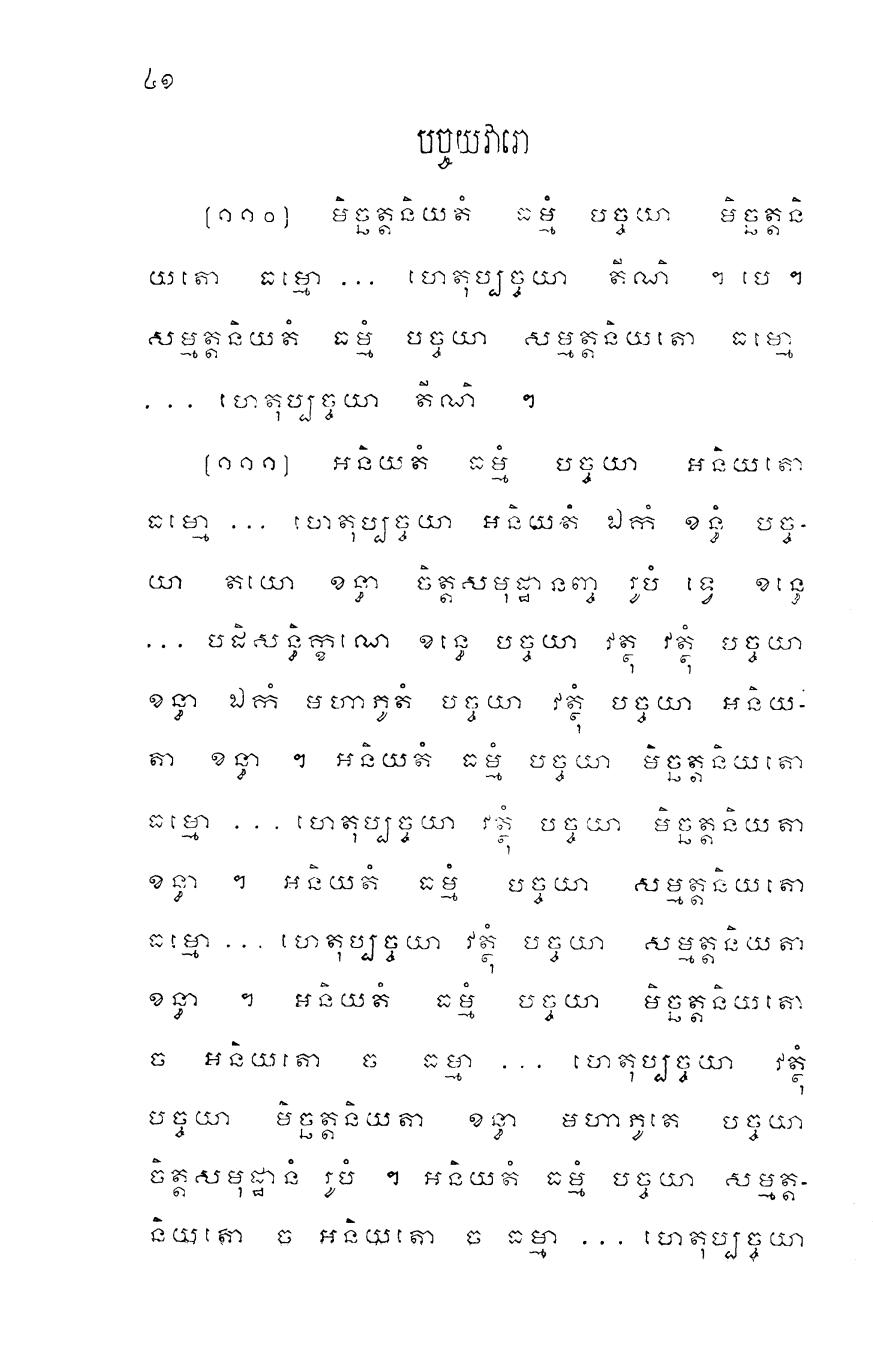 ៤១
បច្ចយវារោ
[១១០] មិច្ឆត្តនិយតំ ធម្មំ បច្ចយា មិច្ឆត្តនិ
យតោ ធម្មោ ... ហេតុប្បច្ចយា តីណិ ។ បេ ។
សម្មត្តនិយតំ ធម្មំ បច្ចយា សម្មត្តនិយតោ ធម្មោ
... ហេតុប្បច្ចយា តីណិ ។
[១១១] អនិយតំ ធម្មំ បច្ចយា អនិយតោ
ធម្មោ ... ហេតុប្បច្ចយា អនិយតំ ឯកំ ខន្ធំ បច្ច-
យា តយោ ខន្ធា ចិត្តសមុដ្ឋានញ្ច រូបំ ទ្វេ ខន្ធេ
... បដិសន្ធិក្ខណេ ខន្ធេ បច្ចយា វត្ថុ វត្ថុំ បច្ចយា
ខន្ធា ឯកំ មហាភូតំ បច្ចយា វត្ថុំ បច្ចយា អនិយ-
តា ខន្ធា ។ អនិយតំ ធម្មំ បច្ចយា មិច្ឆត្តនិយតោ
ធម្មោ ... ហេតុប្បច្ចយា វត្ថុំ បច្ចយា មិច្ឆត្តនិយតា
ខន្ធា ។ អនិយតំ ធម្មំ បច្ចយា សម្មត្តនិយតោ
ធម្មោ ... ហេតុប្បច្ចយា វត្ថុំ បច្ចយា សម្មត្តនិយតា
ខន្ធា ។ អនិយតំ ធម្មំ បច្ចយា មិច្ឆត្តនិយតោ
ច អនិយតោ ច ធម្មា ... ហេតុប្បច្ចយា វត្ថុំ
បច្ចយា មិច្ឆត្តនិយតា ខន្ធា មហាភូតេ បច្ចយា
ចិត្តសមុដ្ឋានំ រូបំ ។ អនិយតំ ធម្មំ បច្ចយា សម្មត្ត-
និយតោ ច អនិយតោ ច ធម្មា ... ហេតុប្បច្ចយា